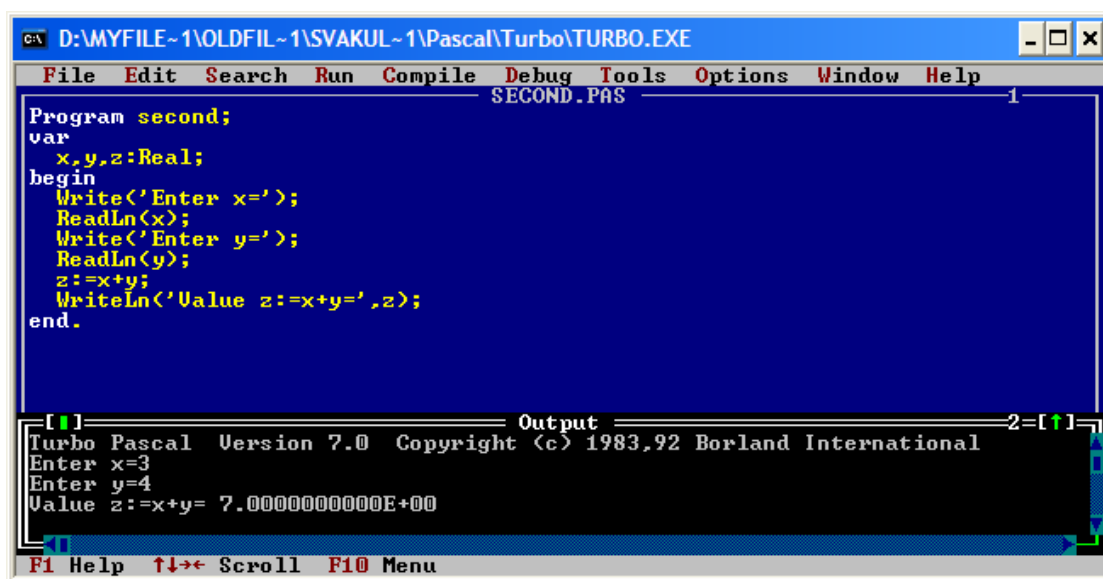 D:\MYFILE~1\OLDFIL~1\SVAKUL~1\Pascal\Turbo\TURBO.EXE
File Edit Search Run Compile Debug Tools Options Window Help
SECOND.PAS 1
Program second;
var
  x,y,z:Real;
begin
  Write('Enter x=');
  ReadLn(x);
  Write('Enter y=');
  ReadLn(y);
  z:=x+y;
  WriteLn('Value z:=x+y=',z);
end.
Output 2=[↑]
Turbo Pascal  Version 7.0  Copyright (c) 1983,92 Borland International
Enter x=3
Enter y=4
Value z:=x+y= 7.0000000000E+00
F1 Help ↑↓→← Scroll F10 Menu